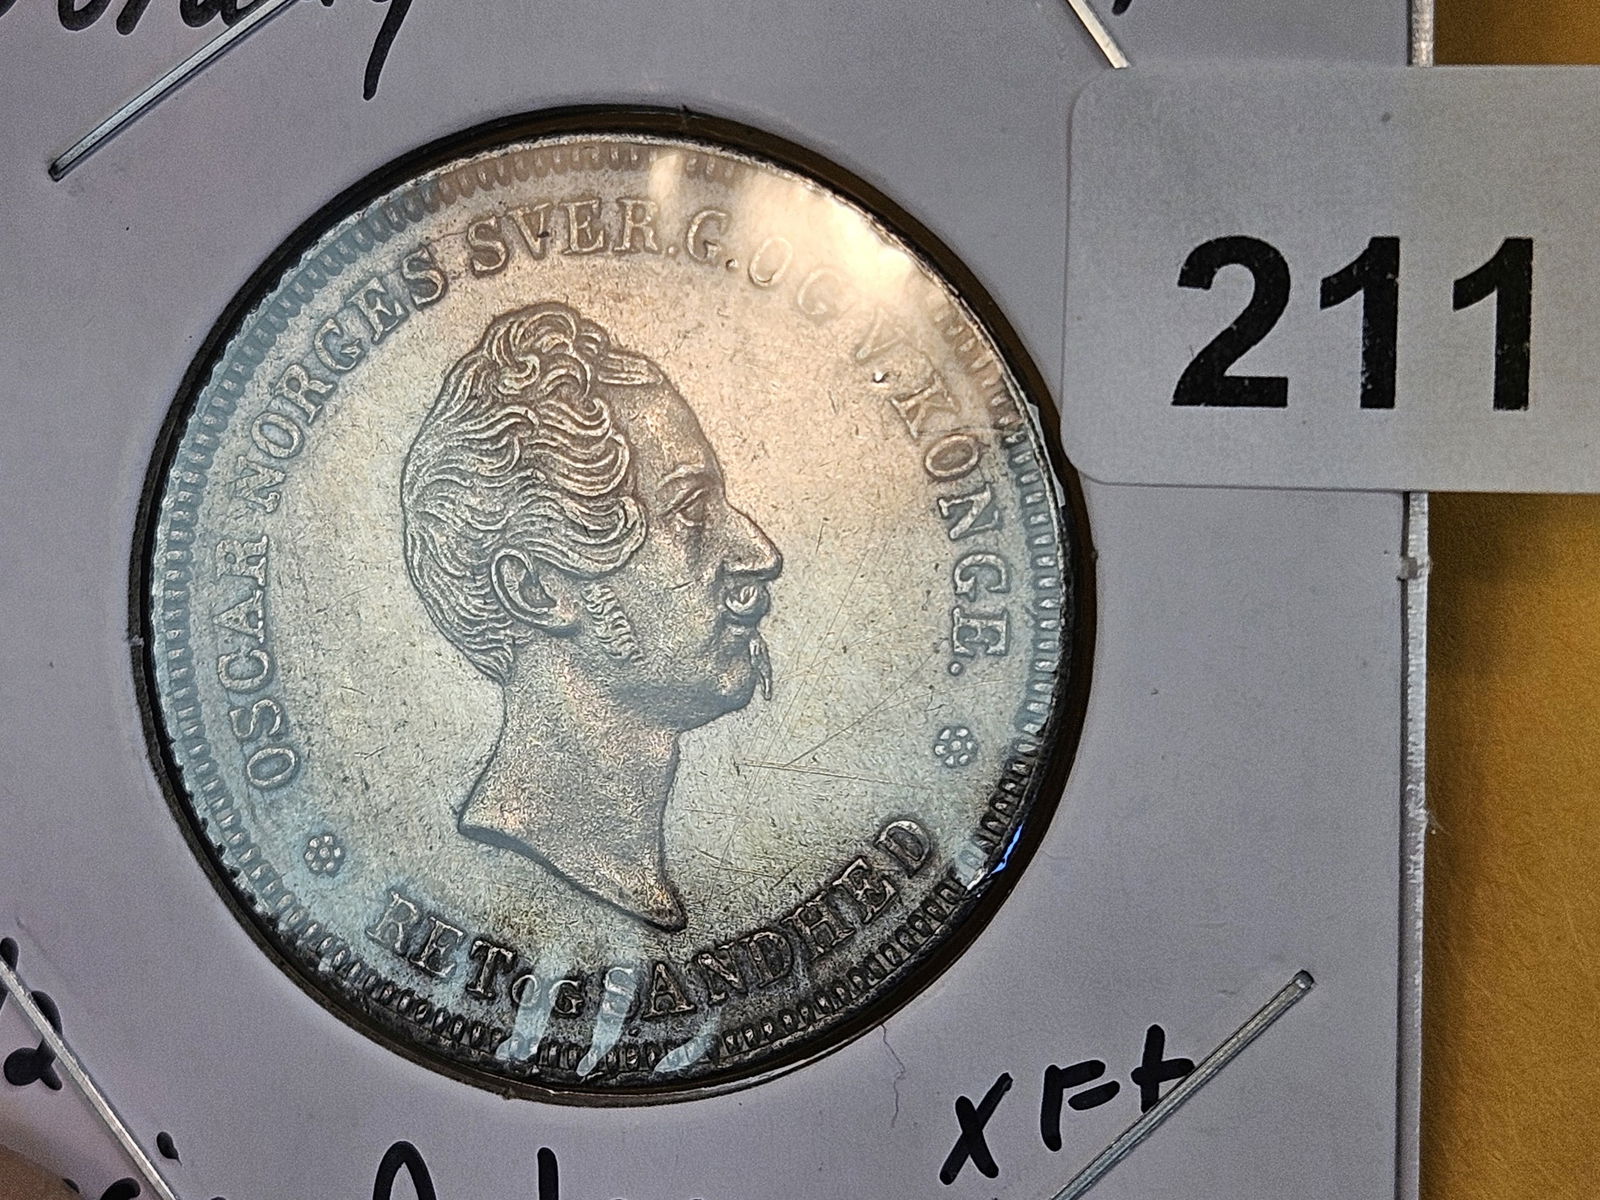 211
OSCAR NORGES SVER.G.OG V.KONGE.
RET OG SANDHED
XF+